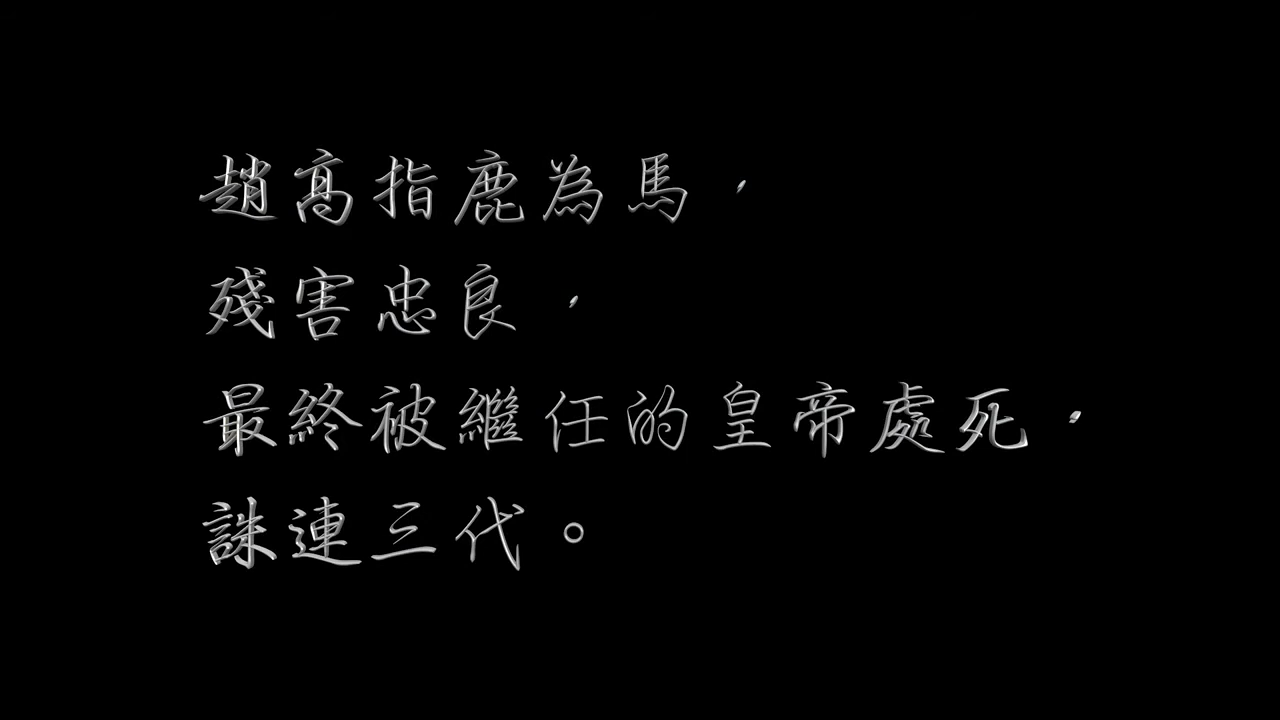 趙高指鹿為馬，
殘害忠良，
最終被繼任的皇帝處死，
誅連三代。